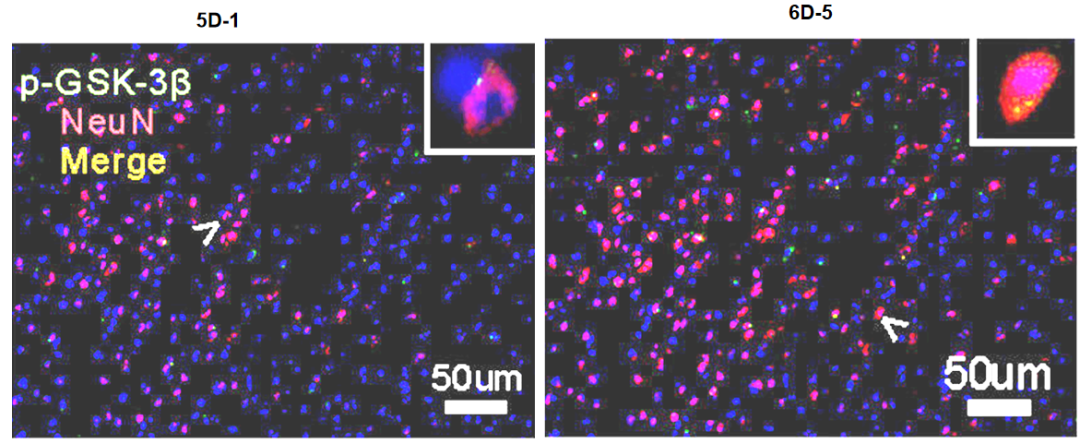 5D-1
6D-5
p-GSK-3β
NeuN
Merge
50um
50um